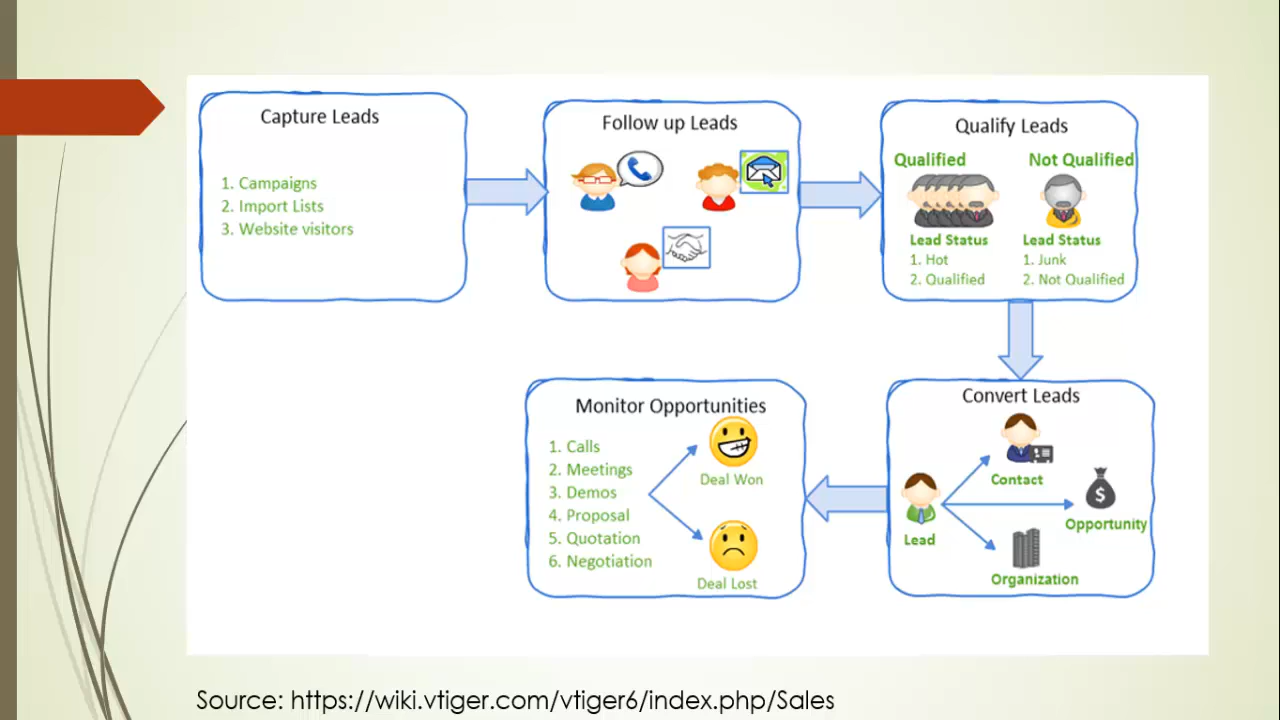 Capture Leads
1. Campaigns
2. Import Lists
3. Website visitors
Follow up Leads
Qualify Leads
Qualified
Not Qualified
Lead Status
1. Hot
2. Qualified
Lead Status
1. Junk
2. Not Qualified
Convert Leads
Lead
Contact
$
Opportunity
Organization
Monitor Opportunities
1. Calls
2. Meetings
3. Demos
4. Proposal
5. Quotation
6. Negotiation
Deal Won
Deal Lost
Source: https://wiki.vtiger.com/vtiger6/index.php/Sales